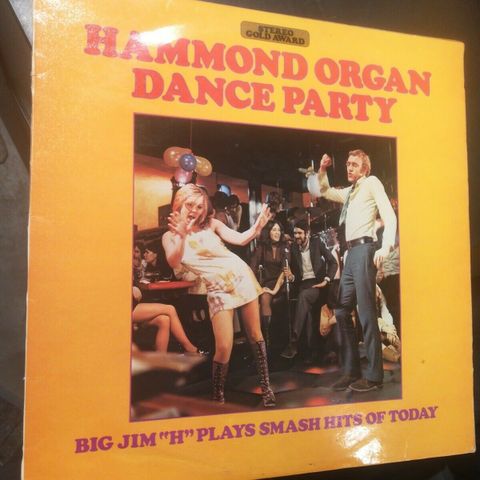 STEREO
GOLD AWARD
HAMMOND ORGAN
DANCE PARTY
BIG JIM "H" PLAYS SMASH HITS OF TODAY